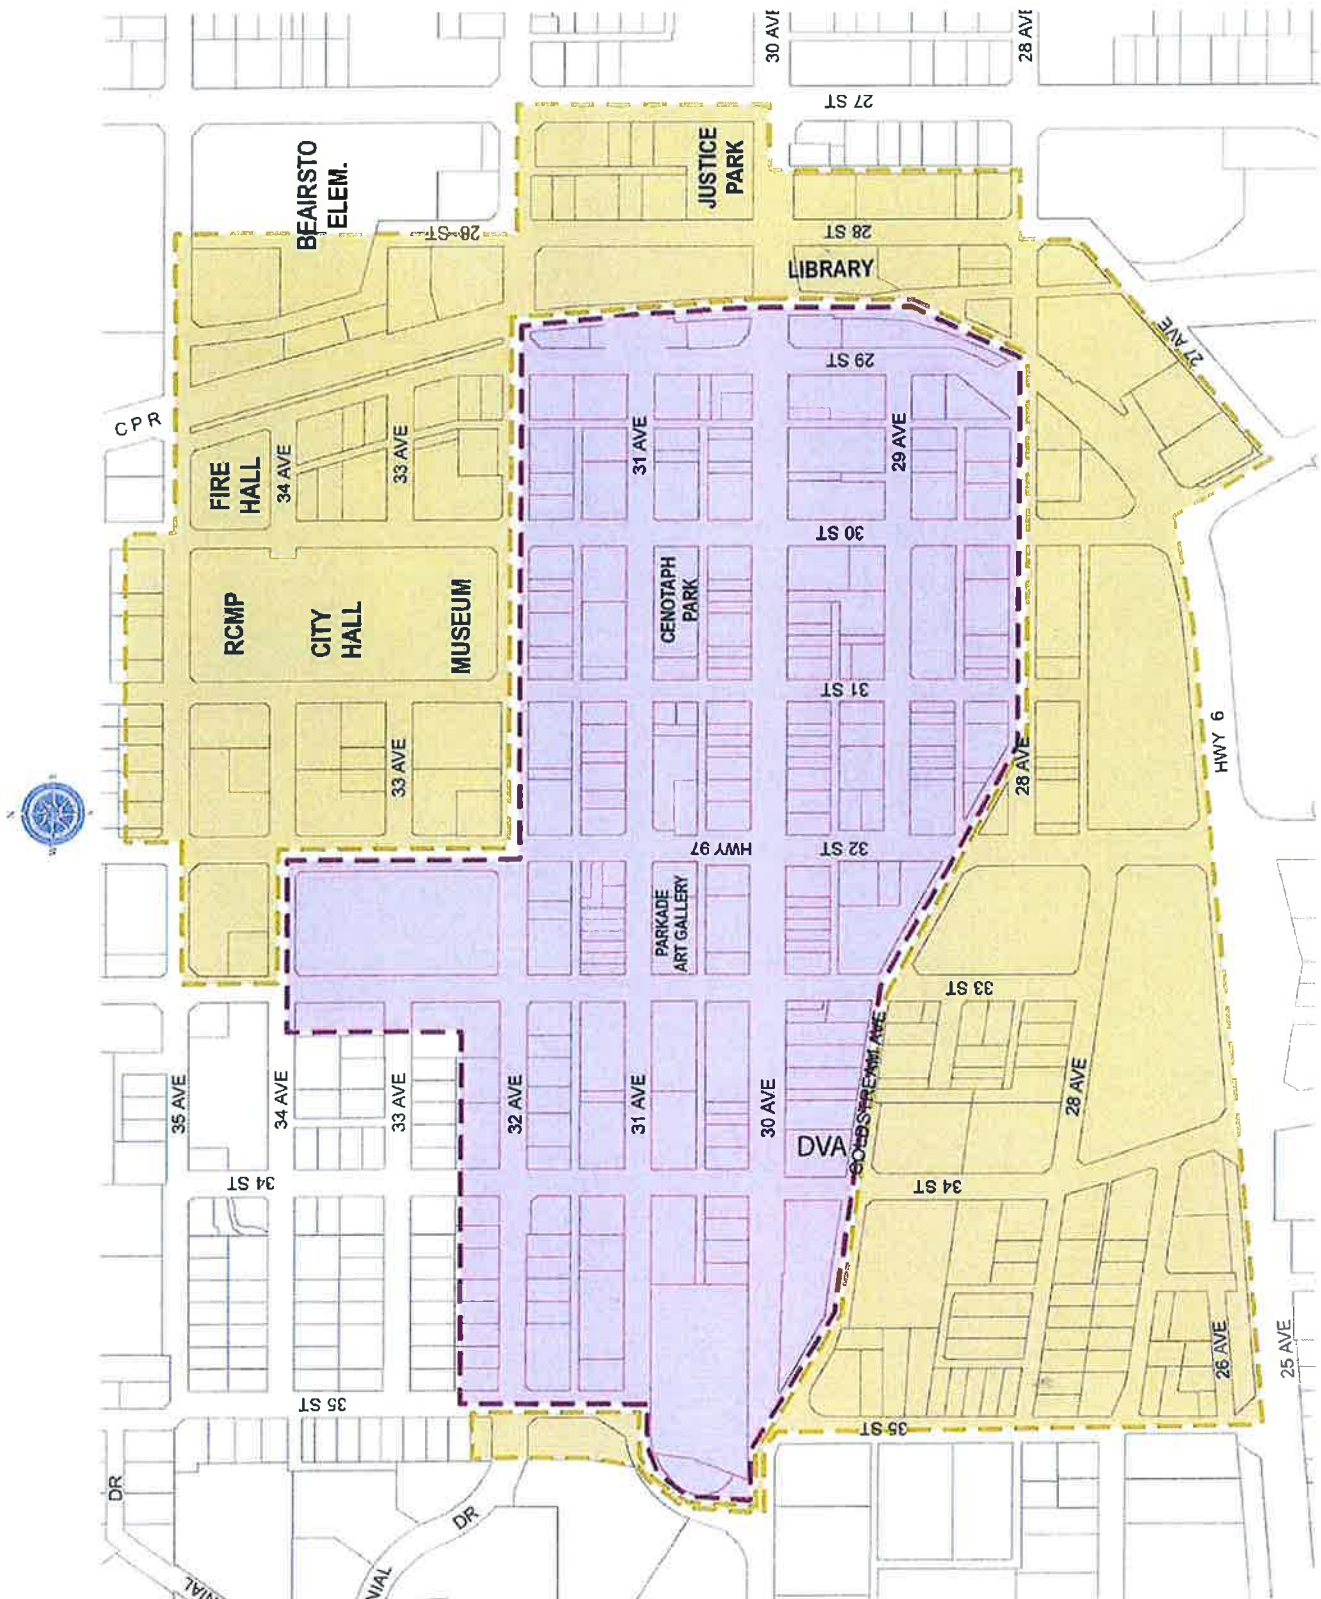 30 AVE
28 AVE
27 ST
BEAIRSTO
ELEM.
JUSTICE
PARK
28 ST
28 ST
LIBRARY
27 AVE
29 ST
CPR
FIRE
HALL
34 AVE
33 AVE
31 AVE
29 AVE
30 ST
RCMP
CITY
HALL
MUSEUM
CENOTAPH
PARK
31 ST
HWY 6
33 AVE
28 AVE
HWY 97
32 ST
PARKADE
ART GALLERY
33 ST
35 AVE
34 AVE
33 AVE
32 AVE
31 AVE
30 AVE
DVA
GOLDSTREAM AVE
28 AVE
34 ST
34 ST
26 AVE
25 AVE
35 ST
35 ST
DR
DR
NIAL
NIAL